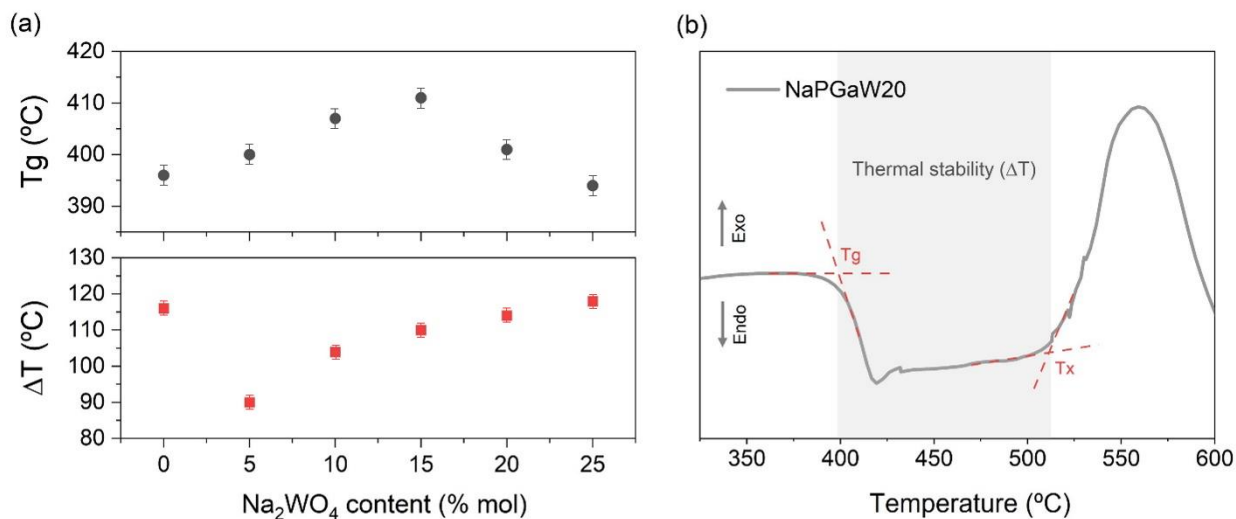 (a)
420
410
400
390
Tg (ºC)
130
120
110
100
90
80
ΔT (ºC)
0 5 10 15 20 25
Na₂WO₄ content (% mol)
(b)
NaPGaW20
Thermal stability (ΔT)
Exo
Endo
Tg
Tx
350 400 450 500 550 600
Temperature (ºC)